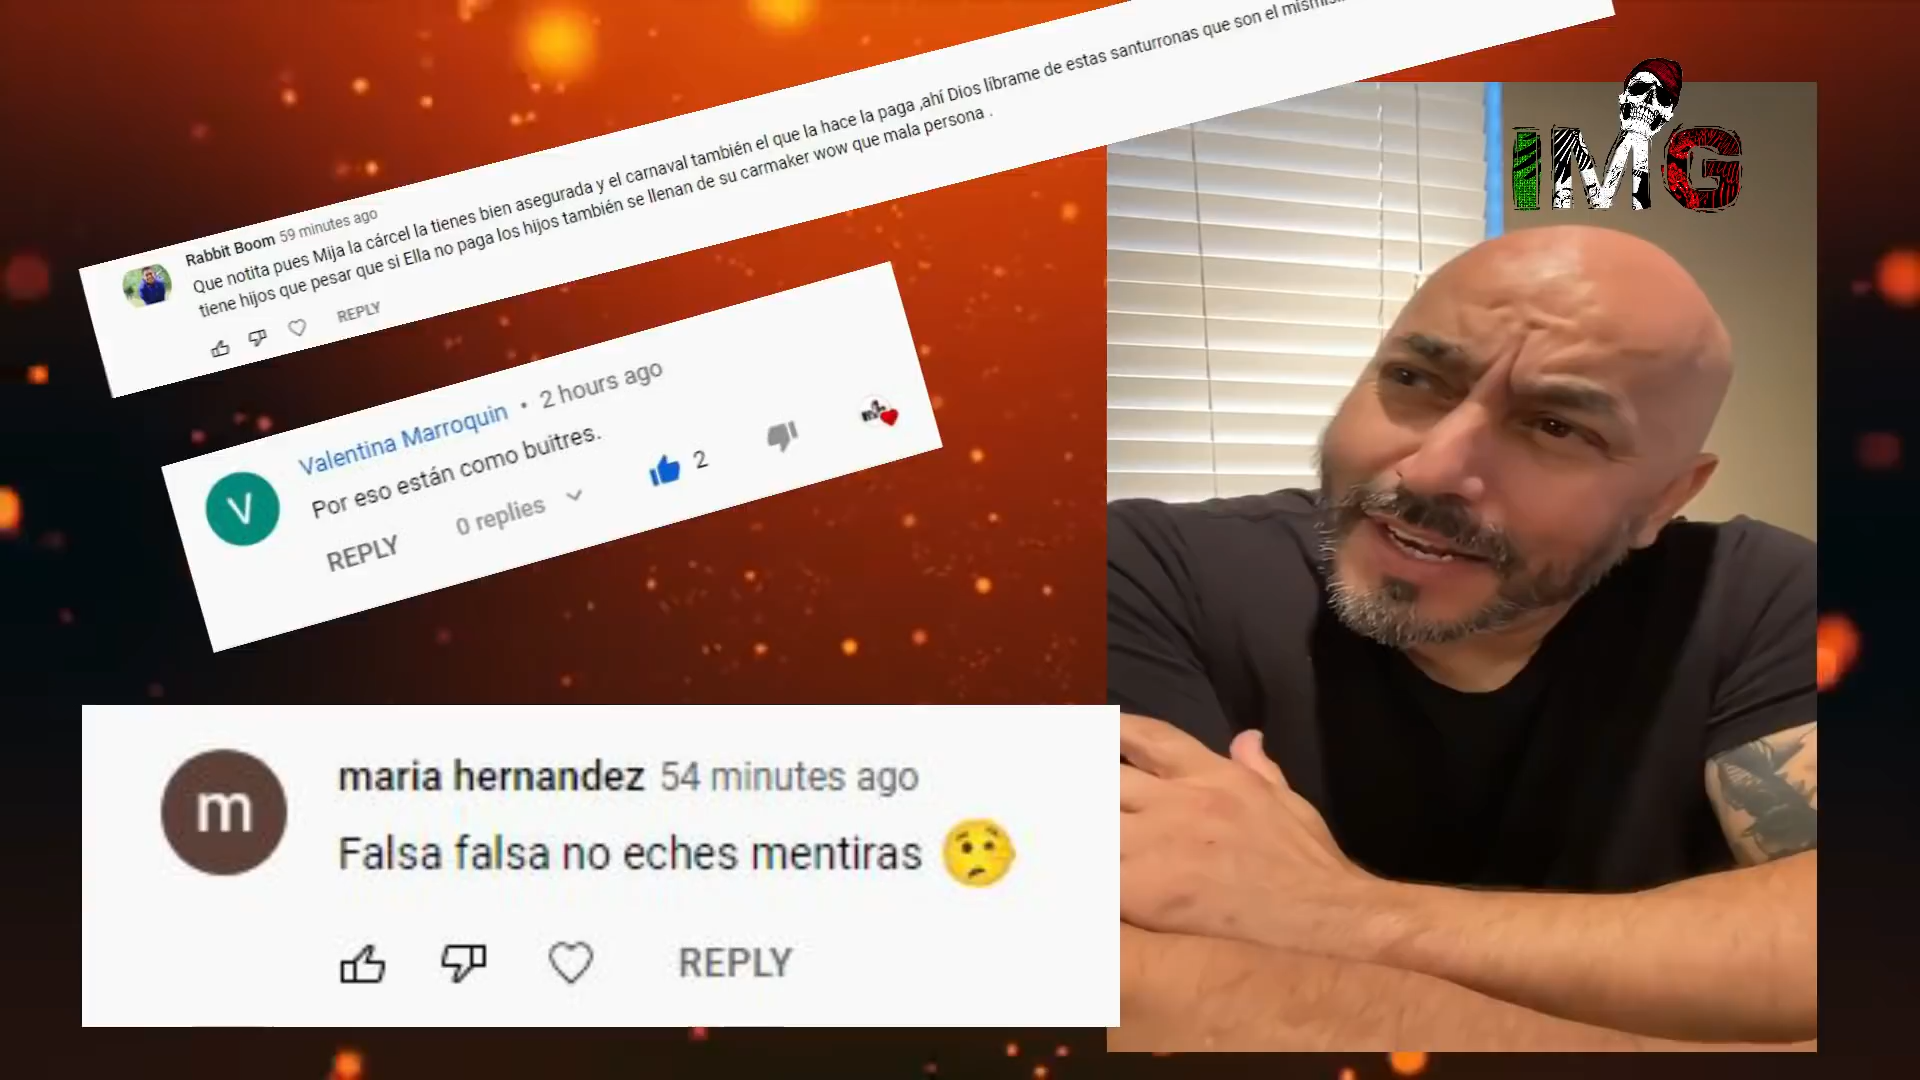 Rabbit Boom 59 minutes ago
Que notita pues Mija la cárcel la tienes bien asegurada y el carnaval también el que la hace la paga ,ahí Dios líbrame de estas santurronas que son el
tiene hijos que pesar que si Ella no paga los hijos también se llenan de su carmaker wow que mala persona .
REPLY
Valentina Marroquin • 2 hours ago
Por eso están como buitres.
REPLY 0 replies 2
maria hernandez 54 minutes ago
Falsa falsa no eches mentiras
REPLY
m
V
IMG